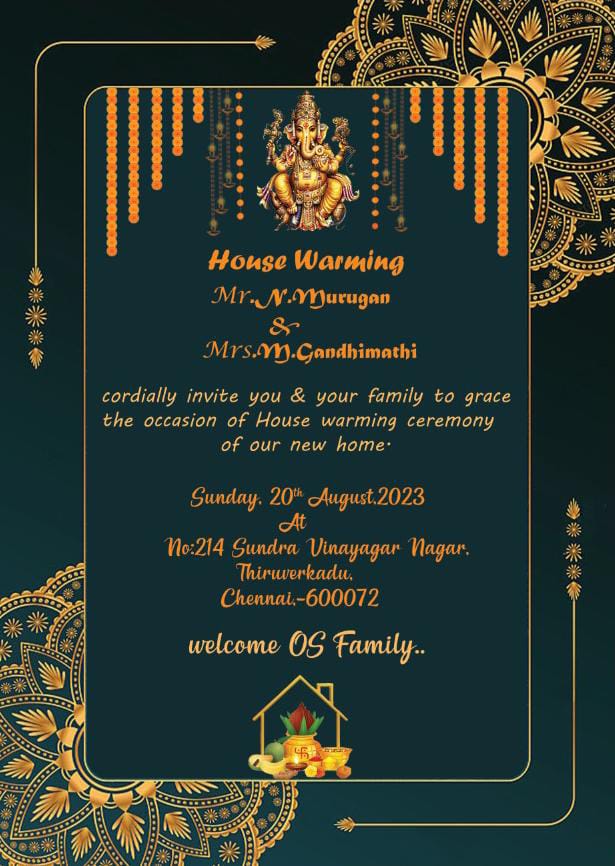 House Warming
Mr.N.Murugan
&
Mrs.M.Gandhimathi
cordially invite you & your family to grace
the occasion of House warming ceremony
of our new home.
Sunday, 20th August,2023
At
No:214 Sundra Vinayagar Nagar,
Thiruverkadu,
Chennai,-600072
welcome OS Family..